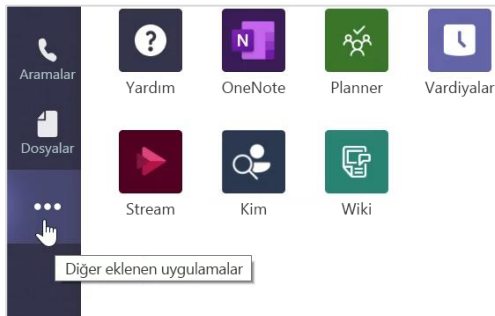 Aramalar
Dosyalar
Yardım OneNote Planner Vardiyalar
Stream Kim Wiki
Diğer eklenen uygulamalar